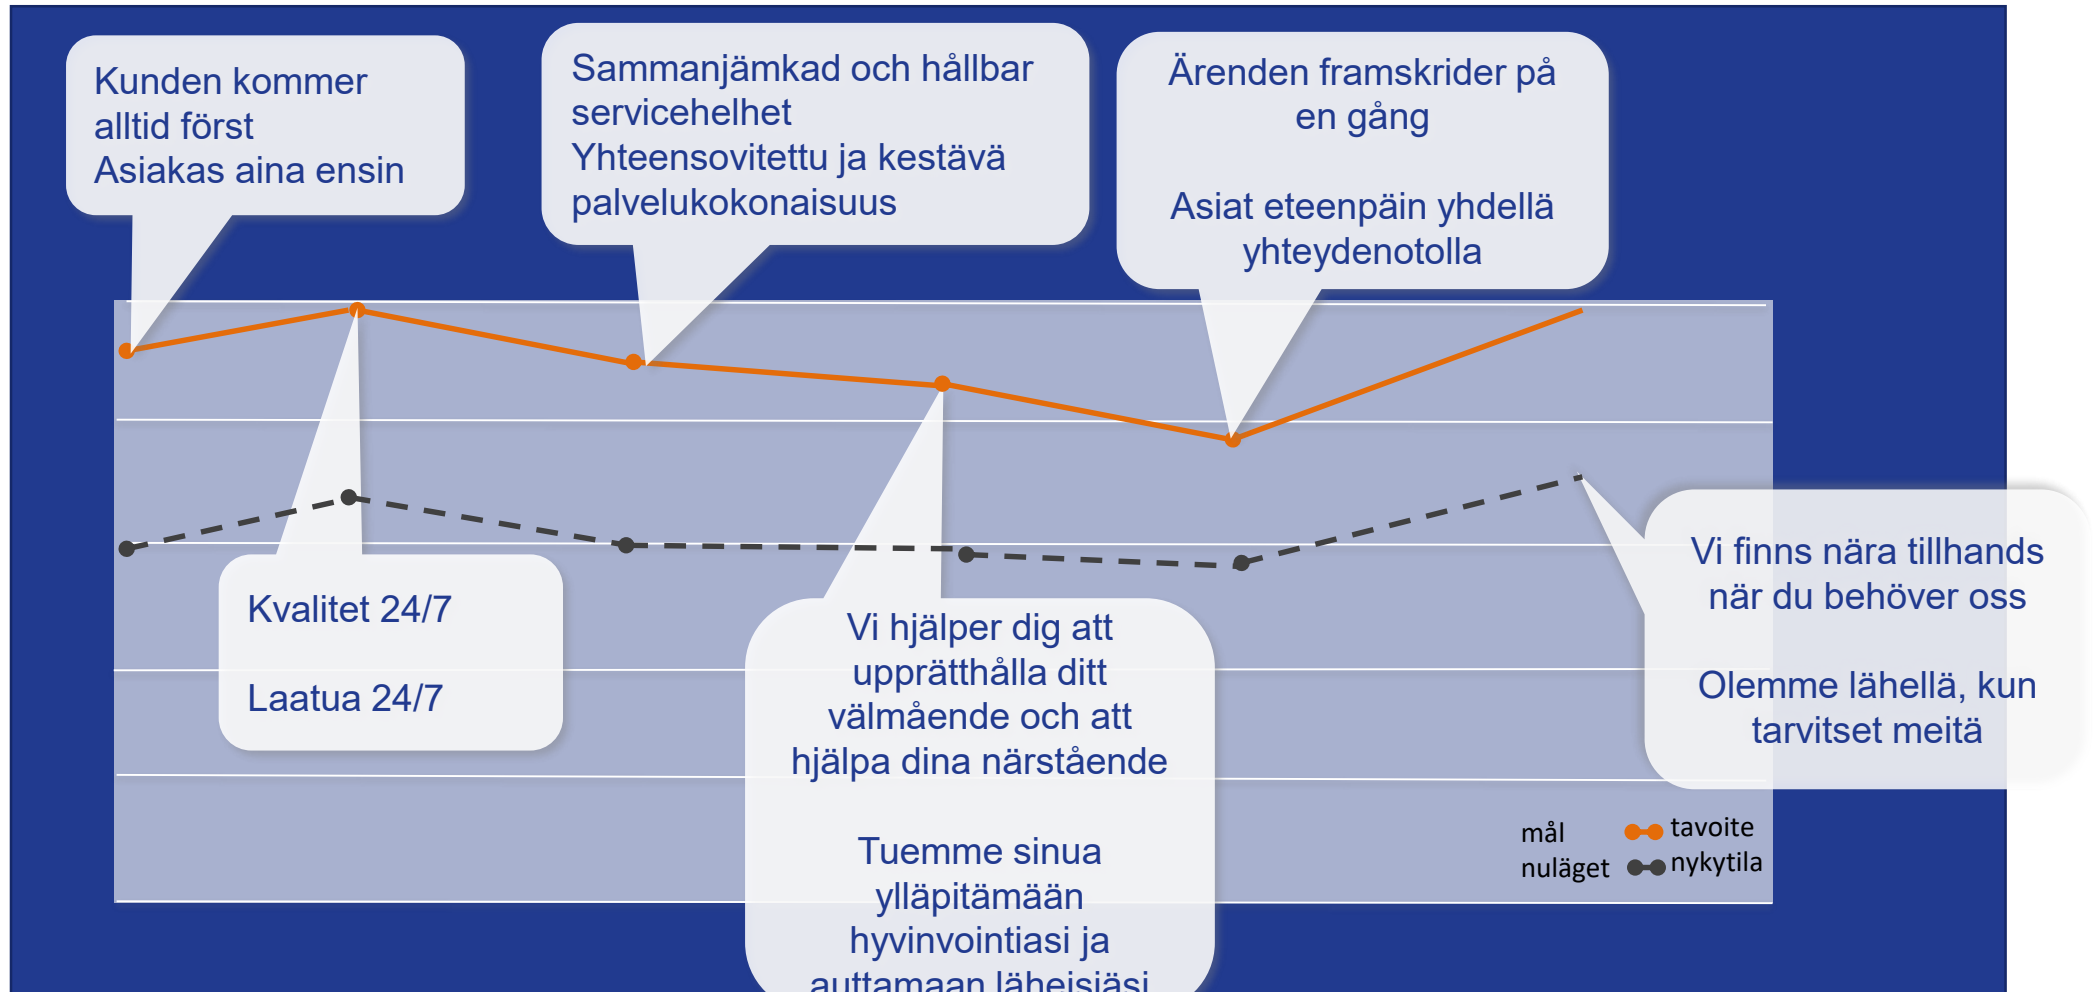 Kunden kommer
alltid först
Asiakas aina ensin
Sammanjämkad och hållbar
servicehelhet
Yhteensovitettu ja kestävä
palvelukokonaisuus
Ärenden framskrider på
en gång
Asiat eteenpäin yhdellä
yhteydenotolla
Kvalitet 24/7
Laatua 24/7
Vi hjälper dig att
upprätthålla ditt
välmående och att
hjälpa dina närstående
Tuemme sinua
ylläpitämään
hyvinvointiasi ja
auttamaan läheisiäsi
Vi finns nära tillhands
när du behöver oss
Olemme lähellä, kun
tarvitset meitä
mål tavoite
nuläget nykytila